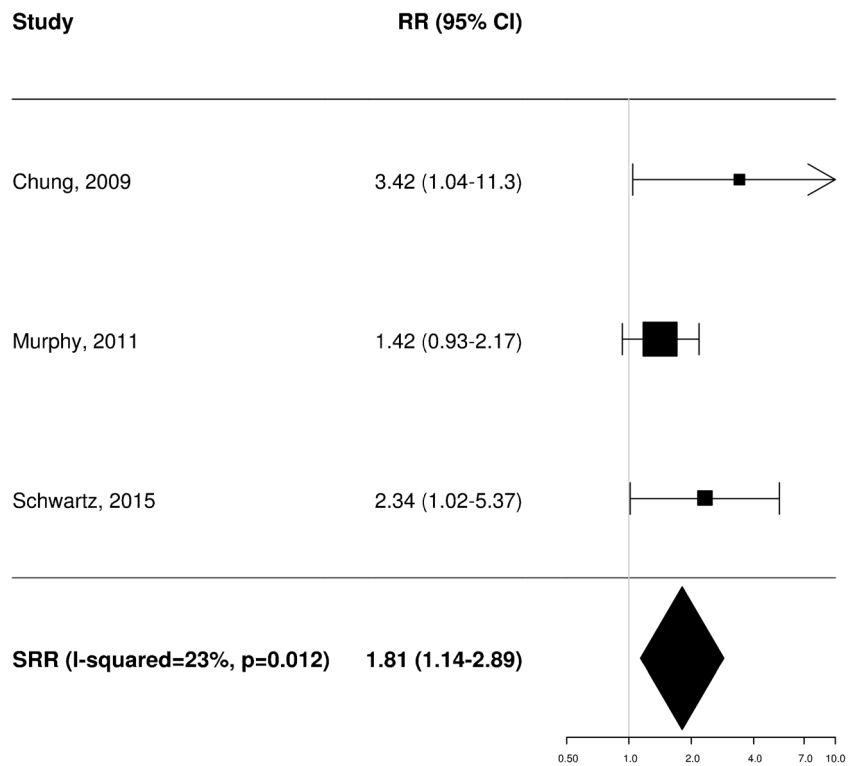 Study RR (95% CI)
Chung, 2009 3.42 (1.04-11.3)
Murphy, 2011 1.42 (0.93-2.17)
Schwartz, 2015 2.34 (1.02-5.37)
SRR (I-squared=23%, p=0.012) 1.81 (1.14-2.89)
0.50 1.0 2.0 4.0 7.0 10.0